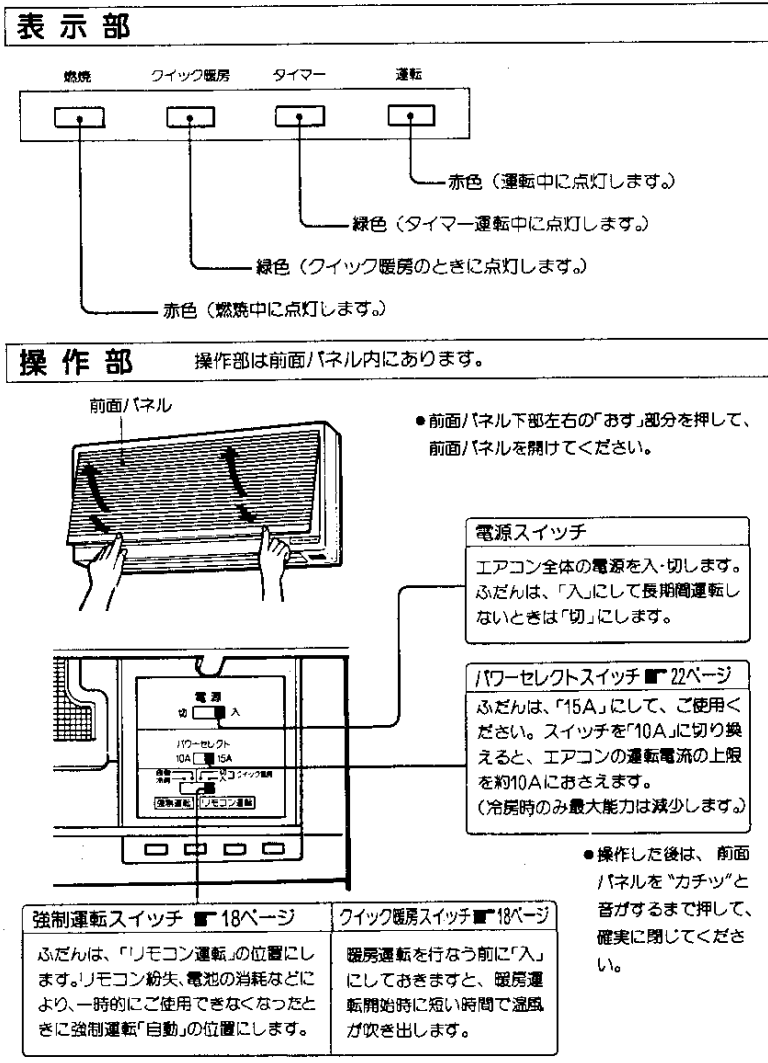 表示部
燃焼 クイック暖房 タイマー 運転
赤色（運転中に点灯します。）
緑色（タイマー運転中に点灯します。）
緑色（クイック暖房のときに点灯します。）
赤色（燃焼中に点灯します。）
操作部 操作部は前面パネル内にあります。
前面パネル
●前面パネル下部左右の「おす」部分を押して、
前面パネルを開けてください。
電源スイッチ
エアコン全体の電源を入・切します。
ふだんは、「入」にして長期間運転し
ないときは「切」にします。
電源
切 入
パワーセレクト
10A 15A
切
入 クイック暖房
強制運転 リモコン運転
パワーセレクトスイッチ☛22ページ
ふだんは、「15A」にして、ご使用く
ださい。スイッチを「10A」に切り換
えると、エアコンの運転電流の上限
を約10Aにおさえます。
（冷房時のみ最大能力は減少します。）
●操作した後は、前面
パネルを“カチッ”と
音がするまで押して、
確実に閉じてくださ
い。
強制運転スイッチ☛18ページ
ふだんは、「リモコン運転」の位置にし
ます。リモコン紛失、電池の消耗などに
より、一時的にご使用できなくなったと
きに強制運転「自動」の位置にします。
クイック暖房スイッチ☛18ページ
暖房運転を行なう前に「入」
にしておきますと、暖房運
転開始時に短い時間で温風
が吹き出します。